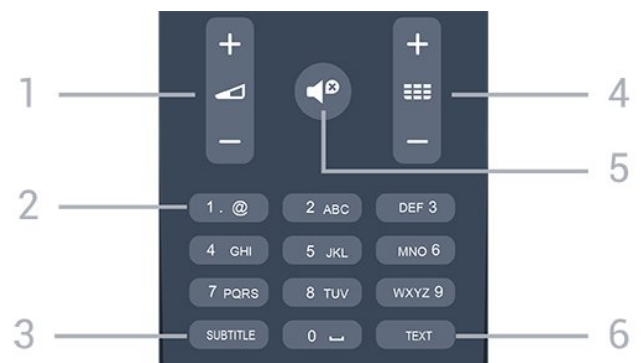 + +
1 4
5
− −
2 1 . @ 2 ABC DEF 3
4 GHI 5 JKL MNO 6
7 PQRS 8 TUV WXYZ 9
3 SUBTITLE 0 ⎵ TEXT 6